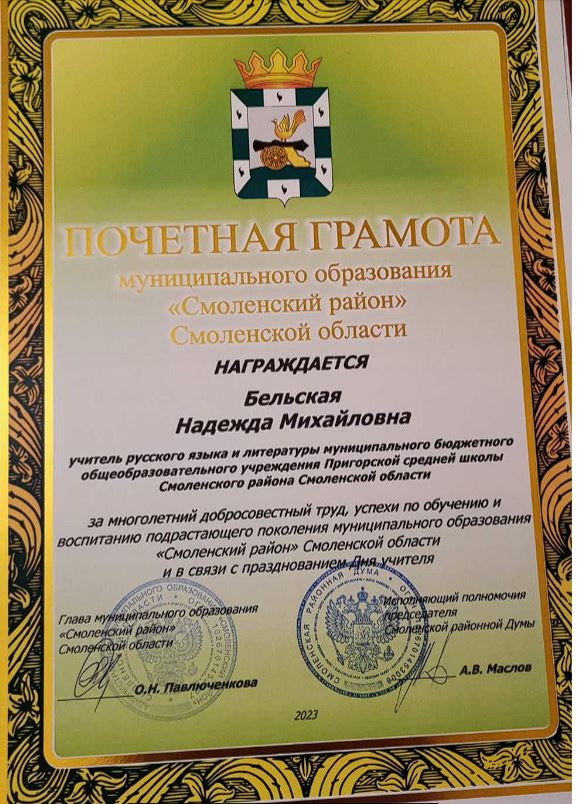 ПОЧЕТНАЯ ГРАМОТА
муниципального образования
«Смоленский район»
Смоленской области
НАГРАЖДАЕТСЯ
Бельская
Надежда Михайловна
учитель русского языка и литературы муниципального бюджетного
общеобразовательного учреждения Пригорской средней школы
Смоленского района Смоленской области
за многолетний добросовестный труд, успехи по обучению и
воспитанию подрастающего поколения муниципального образования
«Смоленский район» Смоленской области
и в связи с празднованием Дня учителя
Глава муниципального образования
«Смоленский район»
Смоленской области
О.Н. Павлюченкова
СМОЛЕНСКАЯ РАЙОННАЯ ДУМА
Исполняющий полномочия
председателя
Смоленской районной Думы
А.В. Маслов
2023